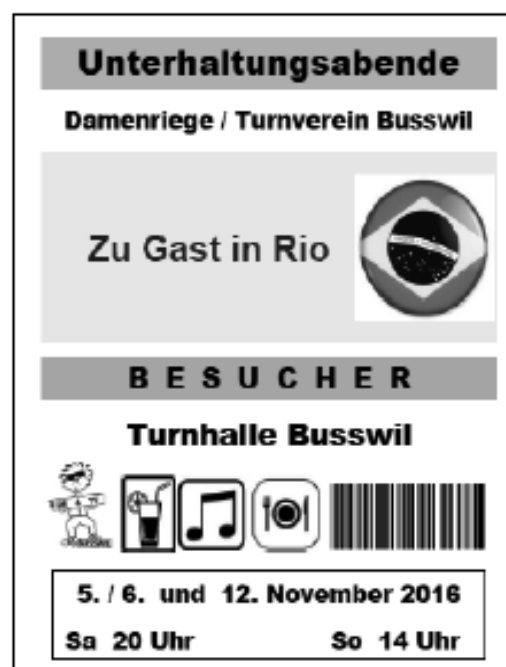 Unterhaltungsabende
Damenriege / Turnverein Busswil
Zu Gast in Rio
BESUCHER
Turnhalle Busswil
5. / 6. und 12. November 2016
Sa 20 Uhr So 14 Uhr